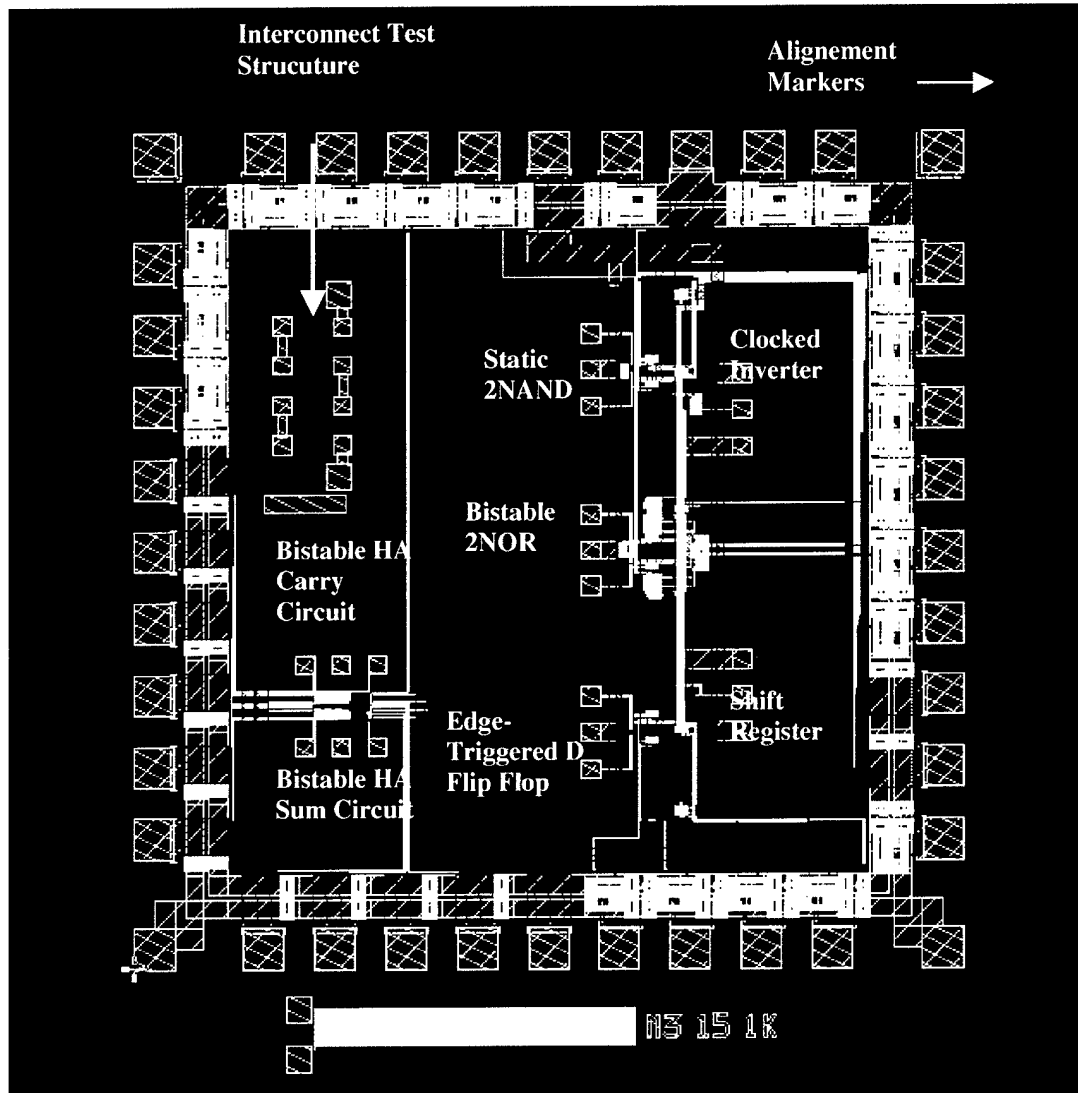 Interconnect Test
Strucuture
Alignement
Markers
Static
2NAND
Clocked
Inverter
Bistable
2NOR
Bistable HA
Carry
Circuit
Edge-
Triggered D
Flip Flop
Shift
Register
Bistable HA
Sum Circuit
M3 15 1K